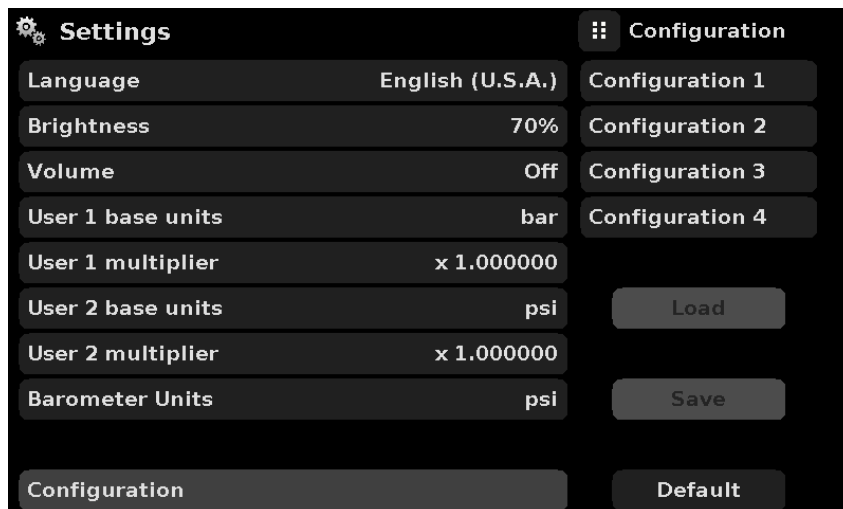 Settings
Language English (U.S.A.)
Brightness 70%
Volume Off
User 1 base units bar
User 1 multiplier x 1.000000
User 2 base units psi
User 2 multiplier x 1.000000
Barometer Units psi
Configuration
Configuration
Configuration 1
Configuration 2
Configuration 3
Configuration 4
Load
Save
Default